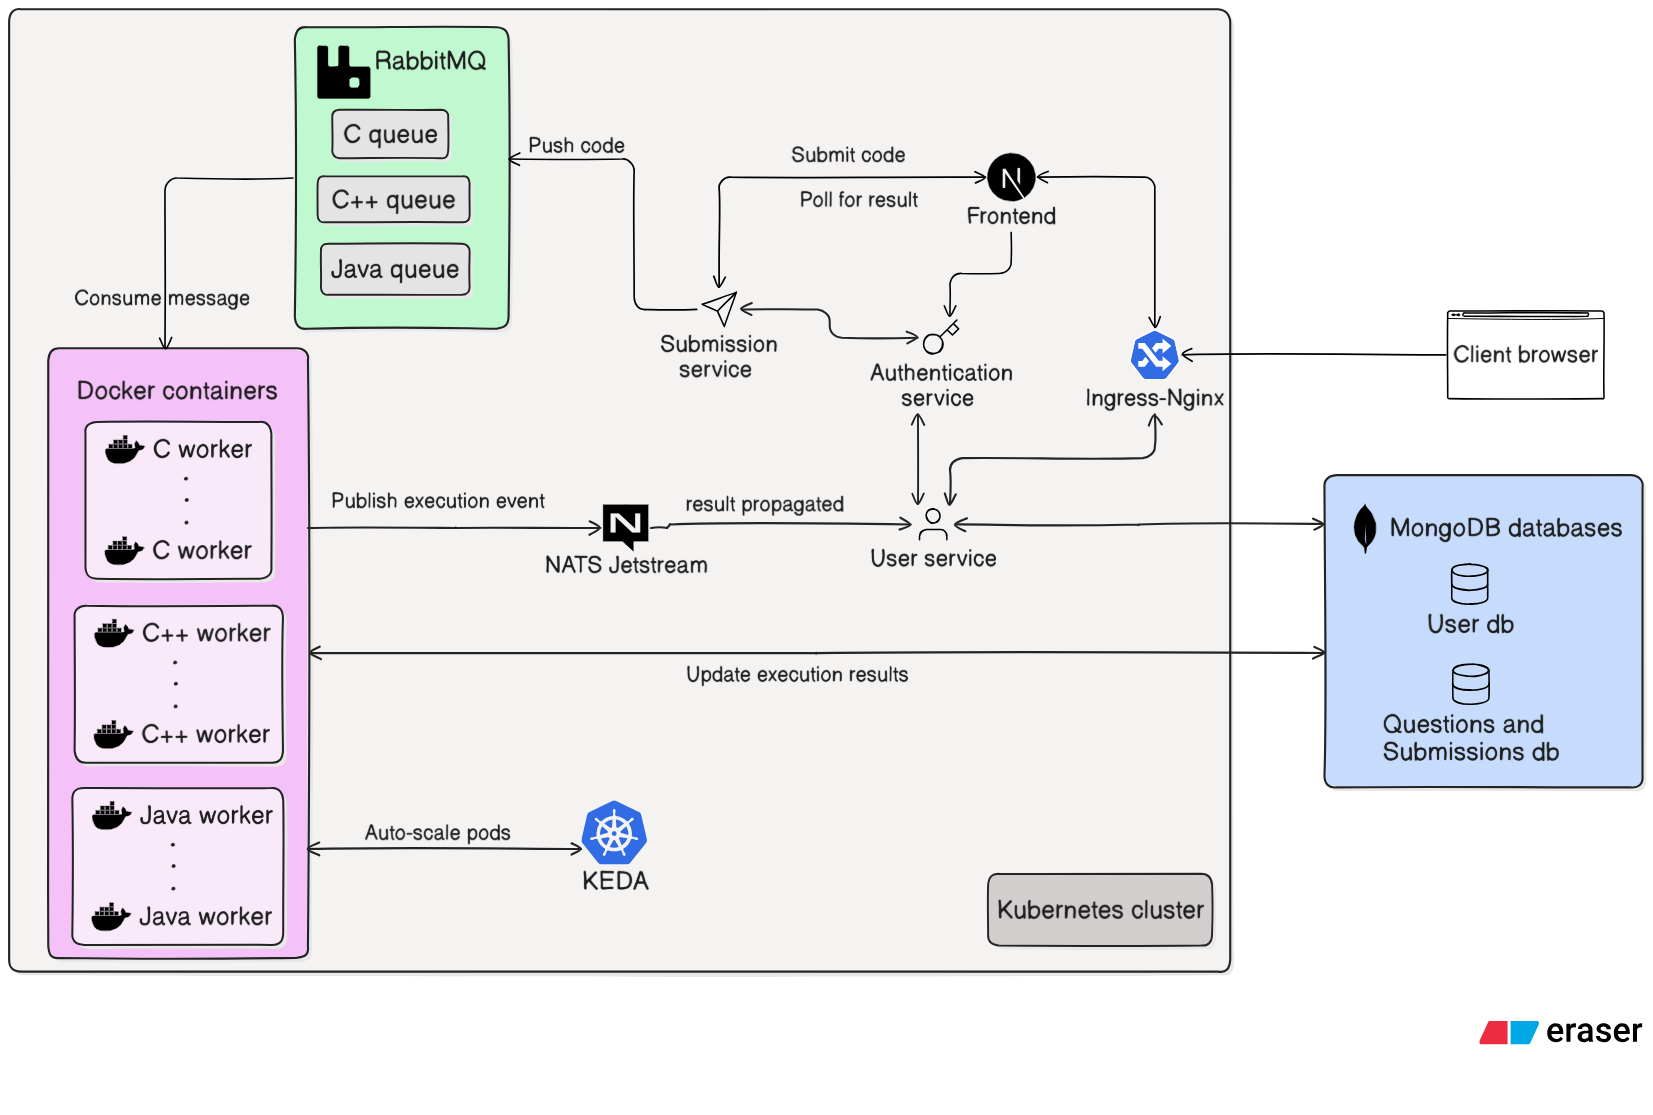 RabbitMQ
C queue
C++ queue
Java queue
Push code
Submit code
Poll for result
Frontend
Consume message
Submission
service
Authentication
service
Ingress-Nginx
Client browser
Docker containers
C worker
C worker
C++ worker
C++ worker
Java worker
Java worker
Publish execution event
NATS Jetstream
result propagated
User service
MongoDB databases
User db
Questions and
Submissions db
Update execution results
Auto-scale pods
KEDA
Kubernetes cluster
eraser